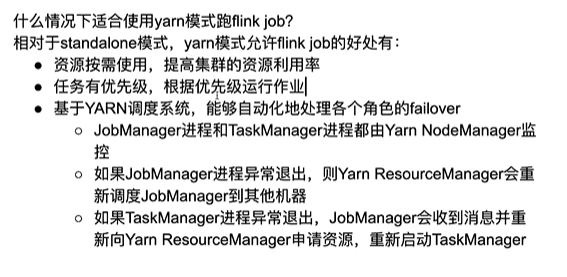 什么情况下适合使用yarn模式跑flink job?
相对于standalone模式，yarn模式允许flink job的好处有：
● 资源按需使用，提高集群的资源利用率
● 任务有优先级，根据优先级运行作业
● 基于YARN调度系统，能够自动化地处理各个角色的failover
○ JobManager进程和TaskManager进程都由Yarn NodeManager监
控
○ 如果JobManager进程异常退出，则Yarn ResourceManager会重
新调度JobManager到其他机器
○ 如果TaskManager进程异常退出，JobManager会收到消息并重
新向Yarn ResourceManager申请资源，重新启动TaskManager